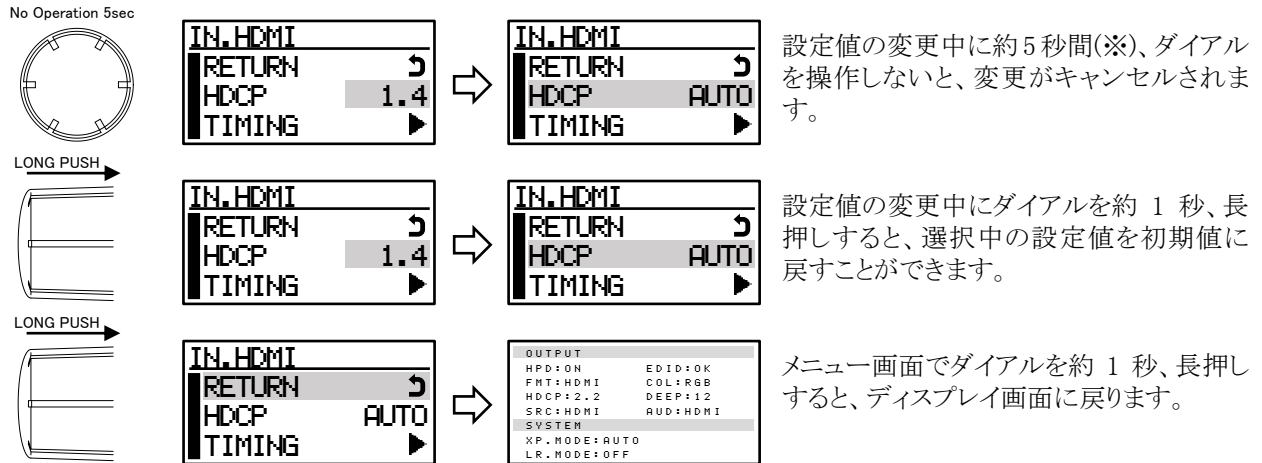 No Operation 5sec
IN.HDMI
RETURN
HDCP 1.4
TIMING
IN.HDMI
RETURN
HDCP AUTO
TIMING
設定値の変更中に約5秒間(※)、ダイアル
を操作しないと、変更がキャンセルされま
す。
LONG PUSH
IN.HDMI
RETURN
HDCP 1.4
TIMING
IN.HDMI
RETURN
HDCP AUTO
TIMING
設定値の変更中にダイアルを約 1 秒、長
押しすると、選択中の設定値を初期値に
戻すことができます。
LONG PUSH
IN.HDMI
RETURN
HDCP AUTO
TIMING
OUTPUT
HPD:ON EDID:OK
FMT:HDMI COL:RGB
HDCP:2.2 DEEP:12
SRC:HDMI AUD:HDMI
SYSTEM
XP.MODE:AUTO
LR.MODE:OFF
メニュー画面でダイアルを約 1 秒、長押し
すると、ディスプレイ画面に戻ります。